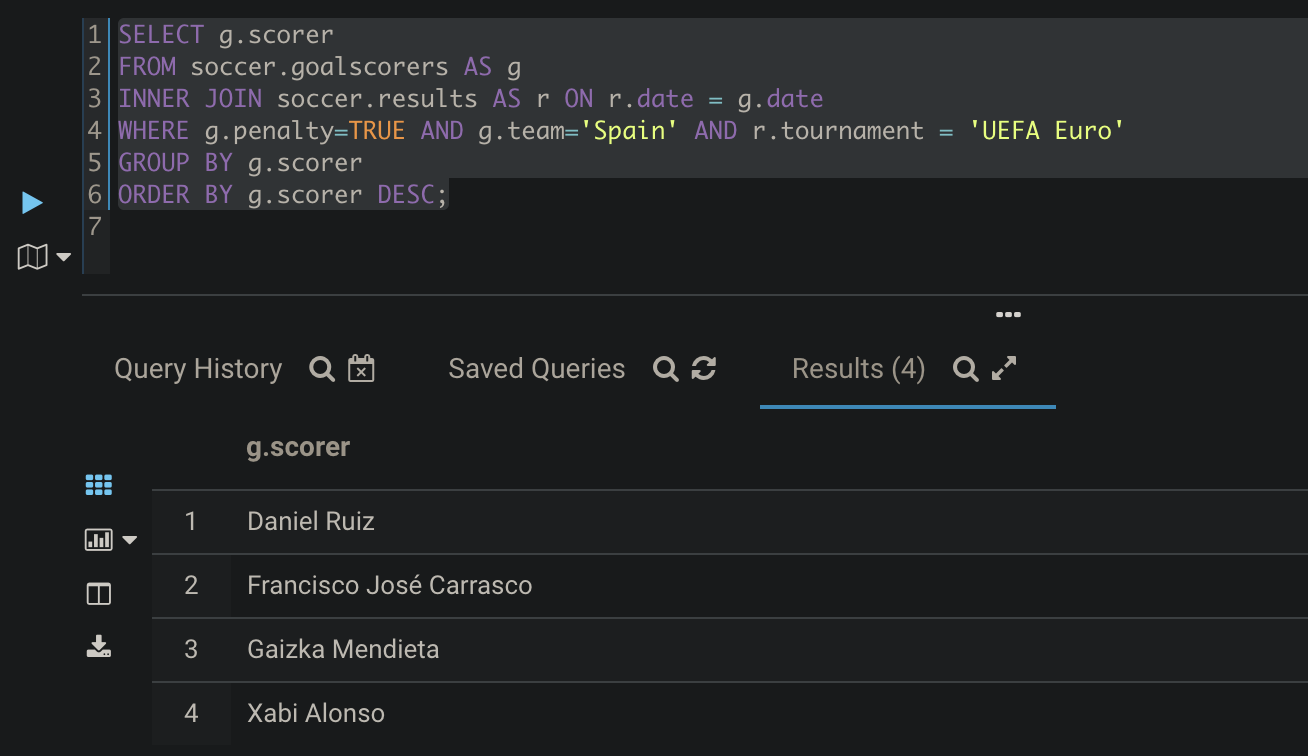 1 SELECT g.scorer
2 FROM soccer.goalscorers AS g
3 INNER JOIN soccer.results AS r ON r.date = g.date
4 WHERE g.penalty=TRUE AND g.team='Spain' AND r.tournament = 'UEFA Euro'
5 GROUP BY g.scorer
6 ORDER BY g.scorer DESC;
7
Query History Saved Queries Results (4)
g.scorer
1 Daniel Ruiz
2 Francisco José Carrasco
3 Gaizka Mendieta
4 Xabi Alonso